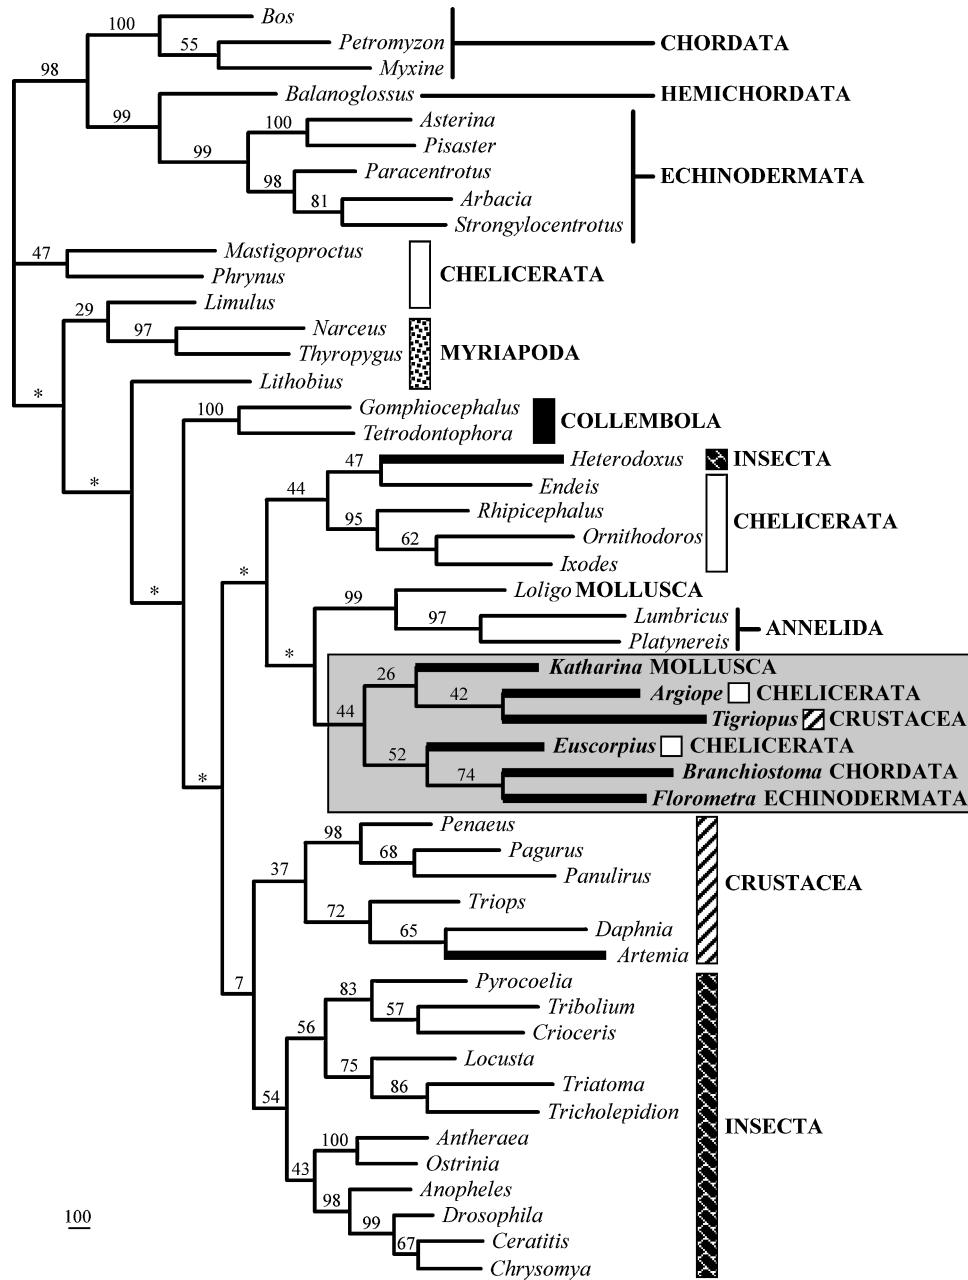 Bos
100
55
Petromyzon
CHORDATA
Myxine
98
Balanoglossus
HEMICHORDATA
99
Asterina
100
Pisaster
99
Paracentrotus
ECHINODERMATA
98
Arbacia
81
Strongylocentrotus
Mastigoproctus
47
Phrynus
CHELICERATA
Limulus
29
Narceus
97
Thyropygus
MYRIAPODA
Lithobius
*
Gomphiocephalus
100
Tetrodontophora
COLLEMBOLA
Heterodoxus
INSECTA
47
Endeis
*
44
Rhipicephalus
95
CHELICERATA
Ornithodoros
62
Ixodes
*
*
Loligo MOLLUSCA
99
Lumbricus
97
ANNELIDA
Platynereis
*
Katharina MOLLUSCA
26
Argiope CHELICERATA
42
44
Tigriopus CRUSTACEA
Euscorpius CHELICERATA
52
Branchiostoma CHORDATA
74
*
Florometra ECHINODERMATA
Penaeus
98
Pagurus
68
37
Panulirus
CRUSTACEA
Triops
72
Daphnia
65
Artemia
7
Pyrocoelia
83
Tribolium
57
56
Crioceris
Locusta
75
Triatoma
86
54
Tricholepidion
INSECTA
Antheraea
100
Ostrinia
43
Anopheles
98
Drosophila
100
99
Ceratitis
67
Chrysomya